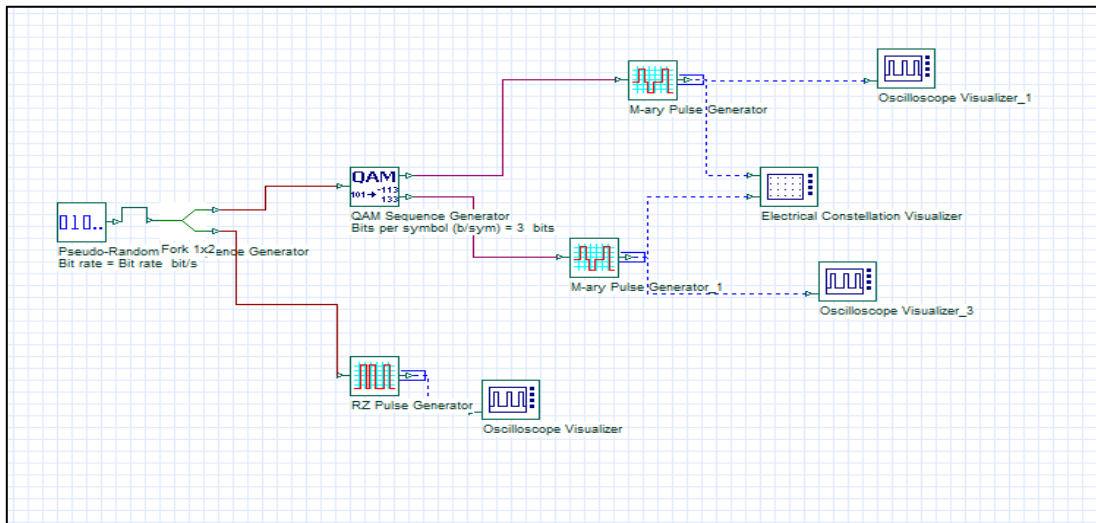 M-ary Pulse Generator
Oscilloscope Visualizer_1
QAM
101
-113
133
QAM Sequence Generator
Bits per symbol (b/sym) = 3 bits
Electrical Constellation Visualizer
010..
Pseudo-Random
Fork 1x2
ence Generator
Bit rate = Bit rate bit/s
M-ary Pulse Generator_1
Oscilloscope Visualizer_3
RZ Pulse Generator
Oscilloscope Visualizer